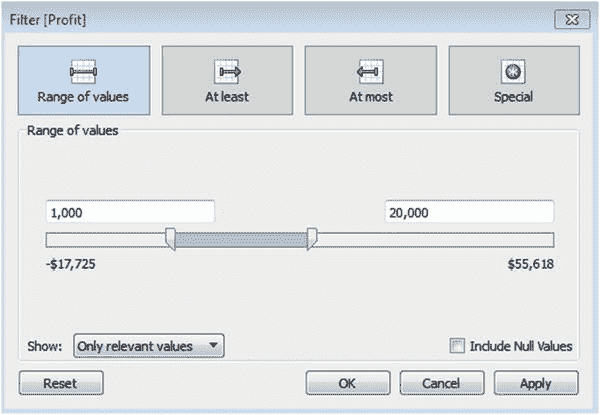 Filter [Profit]
Range of values At least At most Special
Range of values
1,000 20,000
-$17,725 $55,618
Show: Only relevant values Include Null Values
Reset OK Cancel Apply